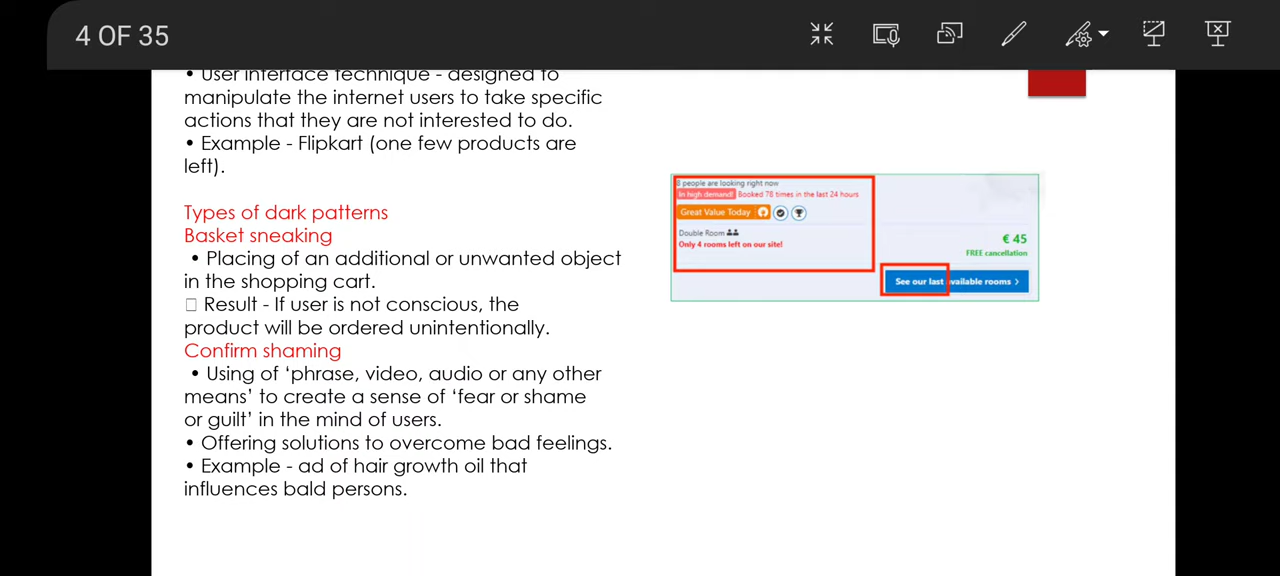 4 OF 35
• User interface technique - designed to
manipulate the internet users to take specific
actions that they are not interested to do.
• Example - Flipkart (one few products are
left).
Types of dark patterns
Basket sneaking
• Placing of an additional or unwanted object
in the shopping cart.
□ Result - If user is not conscious, the
product will be ordered unintentionally.
Confirm shaming
• Using of ‘phrase, video, audio or any other
means’ to create a sense of ‘fear or shame
or guilt’ in the mind of users.
• Offering solutions to overcome bad feelings.
• Example - ad of hair growth oil that
influences bald persons.
8 people are looking right now
In high demand! Booked 78 times in the last 24 hours
Great Value Today
Double Room
Only 4 rooms left on our site!
€ 45
FREE cancellation
See our last available rooms >